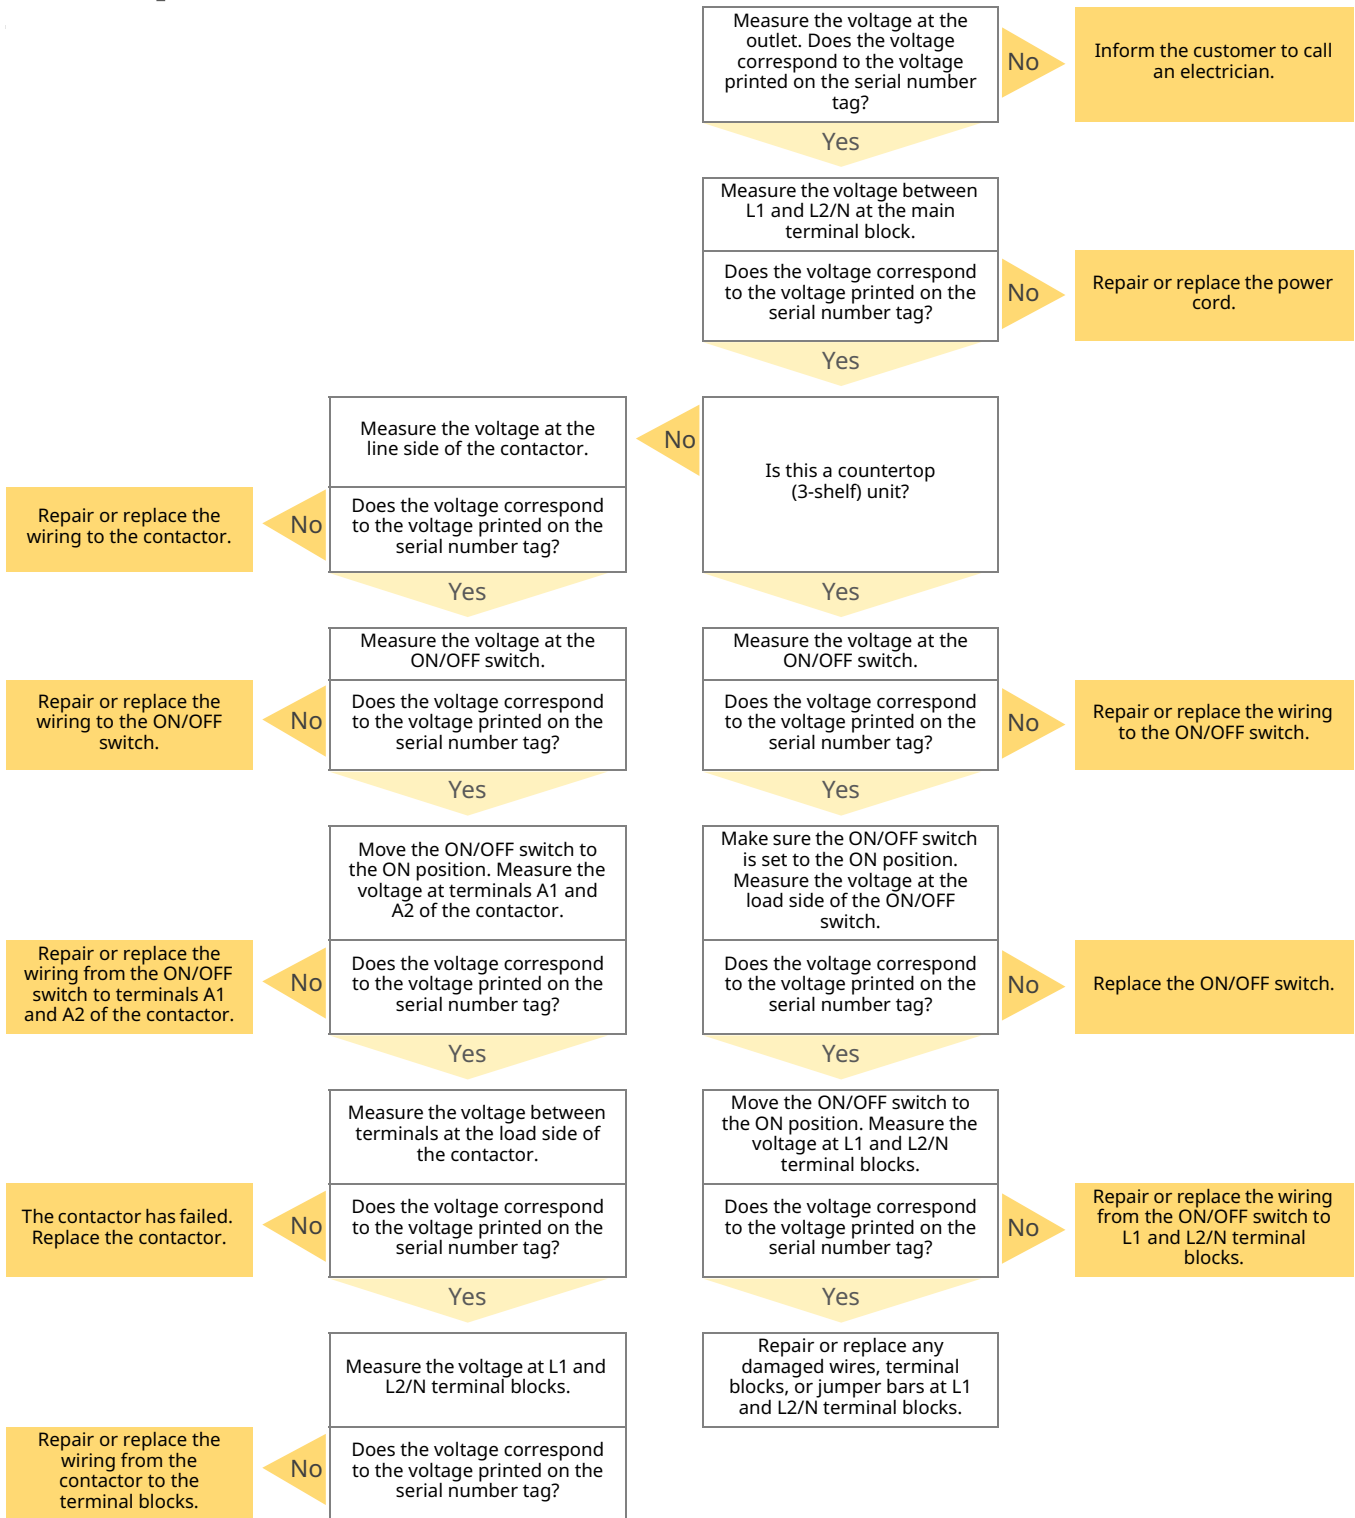 Measure the voltage at the
outlet. Does the voltage
correspond to the voltage
printed on the serial number
tag?
No
Inform the customer to call
an electrician.
Yes
Measure the voltage between
L1 and L2/N at the main
terminal block.
Does the voltage correspond
to the voltage printed on the
serial number tag?
No
Repair or replace the power
cord.
Yes
Is this a countertop
(3-shelf) unit?
No
Measure the voltage at the
line side of the contactor.
Does the voltage correspond
to the voltage printed on the
serial number tag?
No
Repair or replace the
wiring to the contactor.
Yes
Measure the voltage at the
ON/OFF switch.
Does the voltage correspond
to the voltage printed on the
serial number tag?
No
Repair or replace the
wiring to the ON/OFF
switch.
Yes
Move the ON/OFF switch to
the ON position. Measure the
voltage at terminals A1 and
A2 of the contactor.
Does the voltage correspond
to the voltage printed on the
serial number tag?
No
Repair or replace the
wiring from the ON/OFF
switch to terminals A1
and A2 of the contactor.
Yes
Measure the voltage between
terminals at the load side of
the contactor.
Does the voltage correspond
to the voltage printed on the
serial number tag?
No
The contactor has failed.
Replace the contactor.
Yes
Measure the voltage at L1 and
L2/N terminal blocks.
Does the voltage correspond
to the voltage printed on the
serial number tag?
No
Repair or replace the
wiring from the
contactor to the
terminal blocks.
Yes
Measure the voltage at the
ON/OFF switch.
Does the voltage correspond
to the voltage printed on the
serial number tag?
No
Repair or replace the wiring
to the ON/OFF switch.
Yes
Make sure the ON/OFF switch
is set to the ON position.
Measure the voltage at the
load side of the ON/OFF
switch.
Does the voltage correspond
to the voltage printed on the
serial number tag?
No
Replace the ON/OFF switch.
Yes
Move the ON/OFF switch to
the ON position. Measure the
voltage at L1 and L2/N
terminal blocks.
Does the voltage correspond
to the voltage printed on the
serial number tag?
No
Repair or replace the wiring
from the ON/OFF switch to
L1 and L2/N terminal
blocks.
Yes
Repair or replace any
damaged wires, terminal
blocks, or jumper bars at L1
and L2/N terminal blocks.